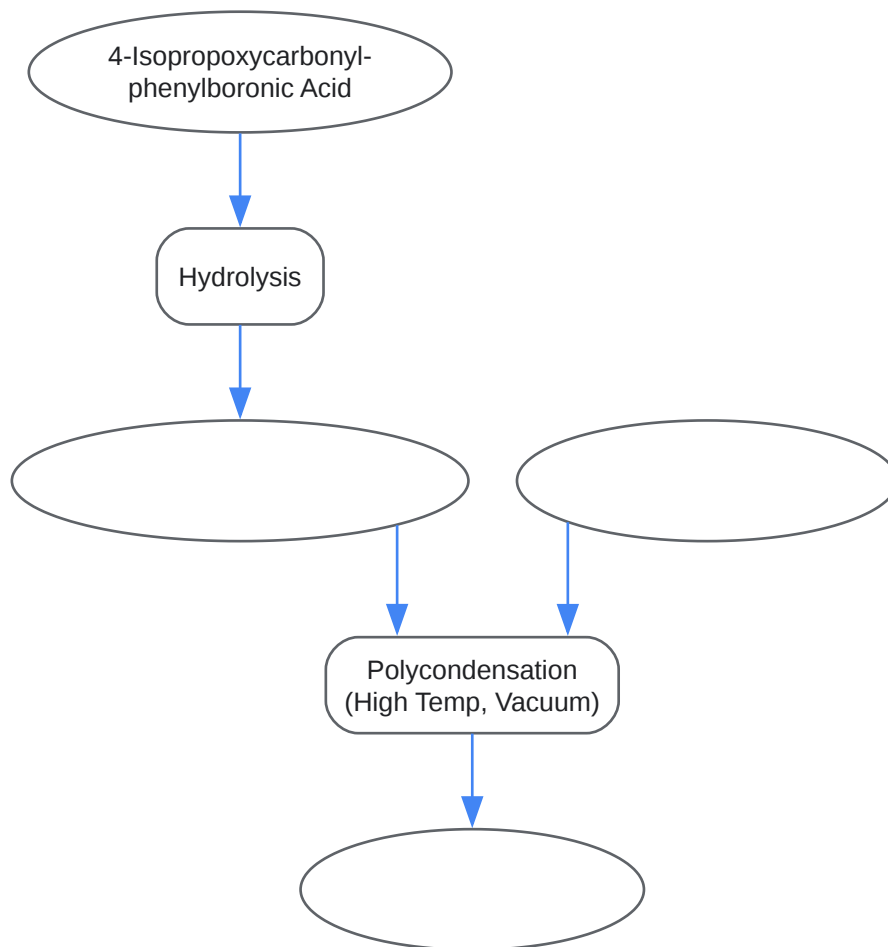 4-Isopropoxycarbonyl-
phenylboronic Acid
Hydrolysis
Polycondensation
(High Temp, Vacuum)